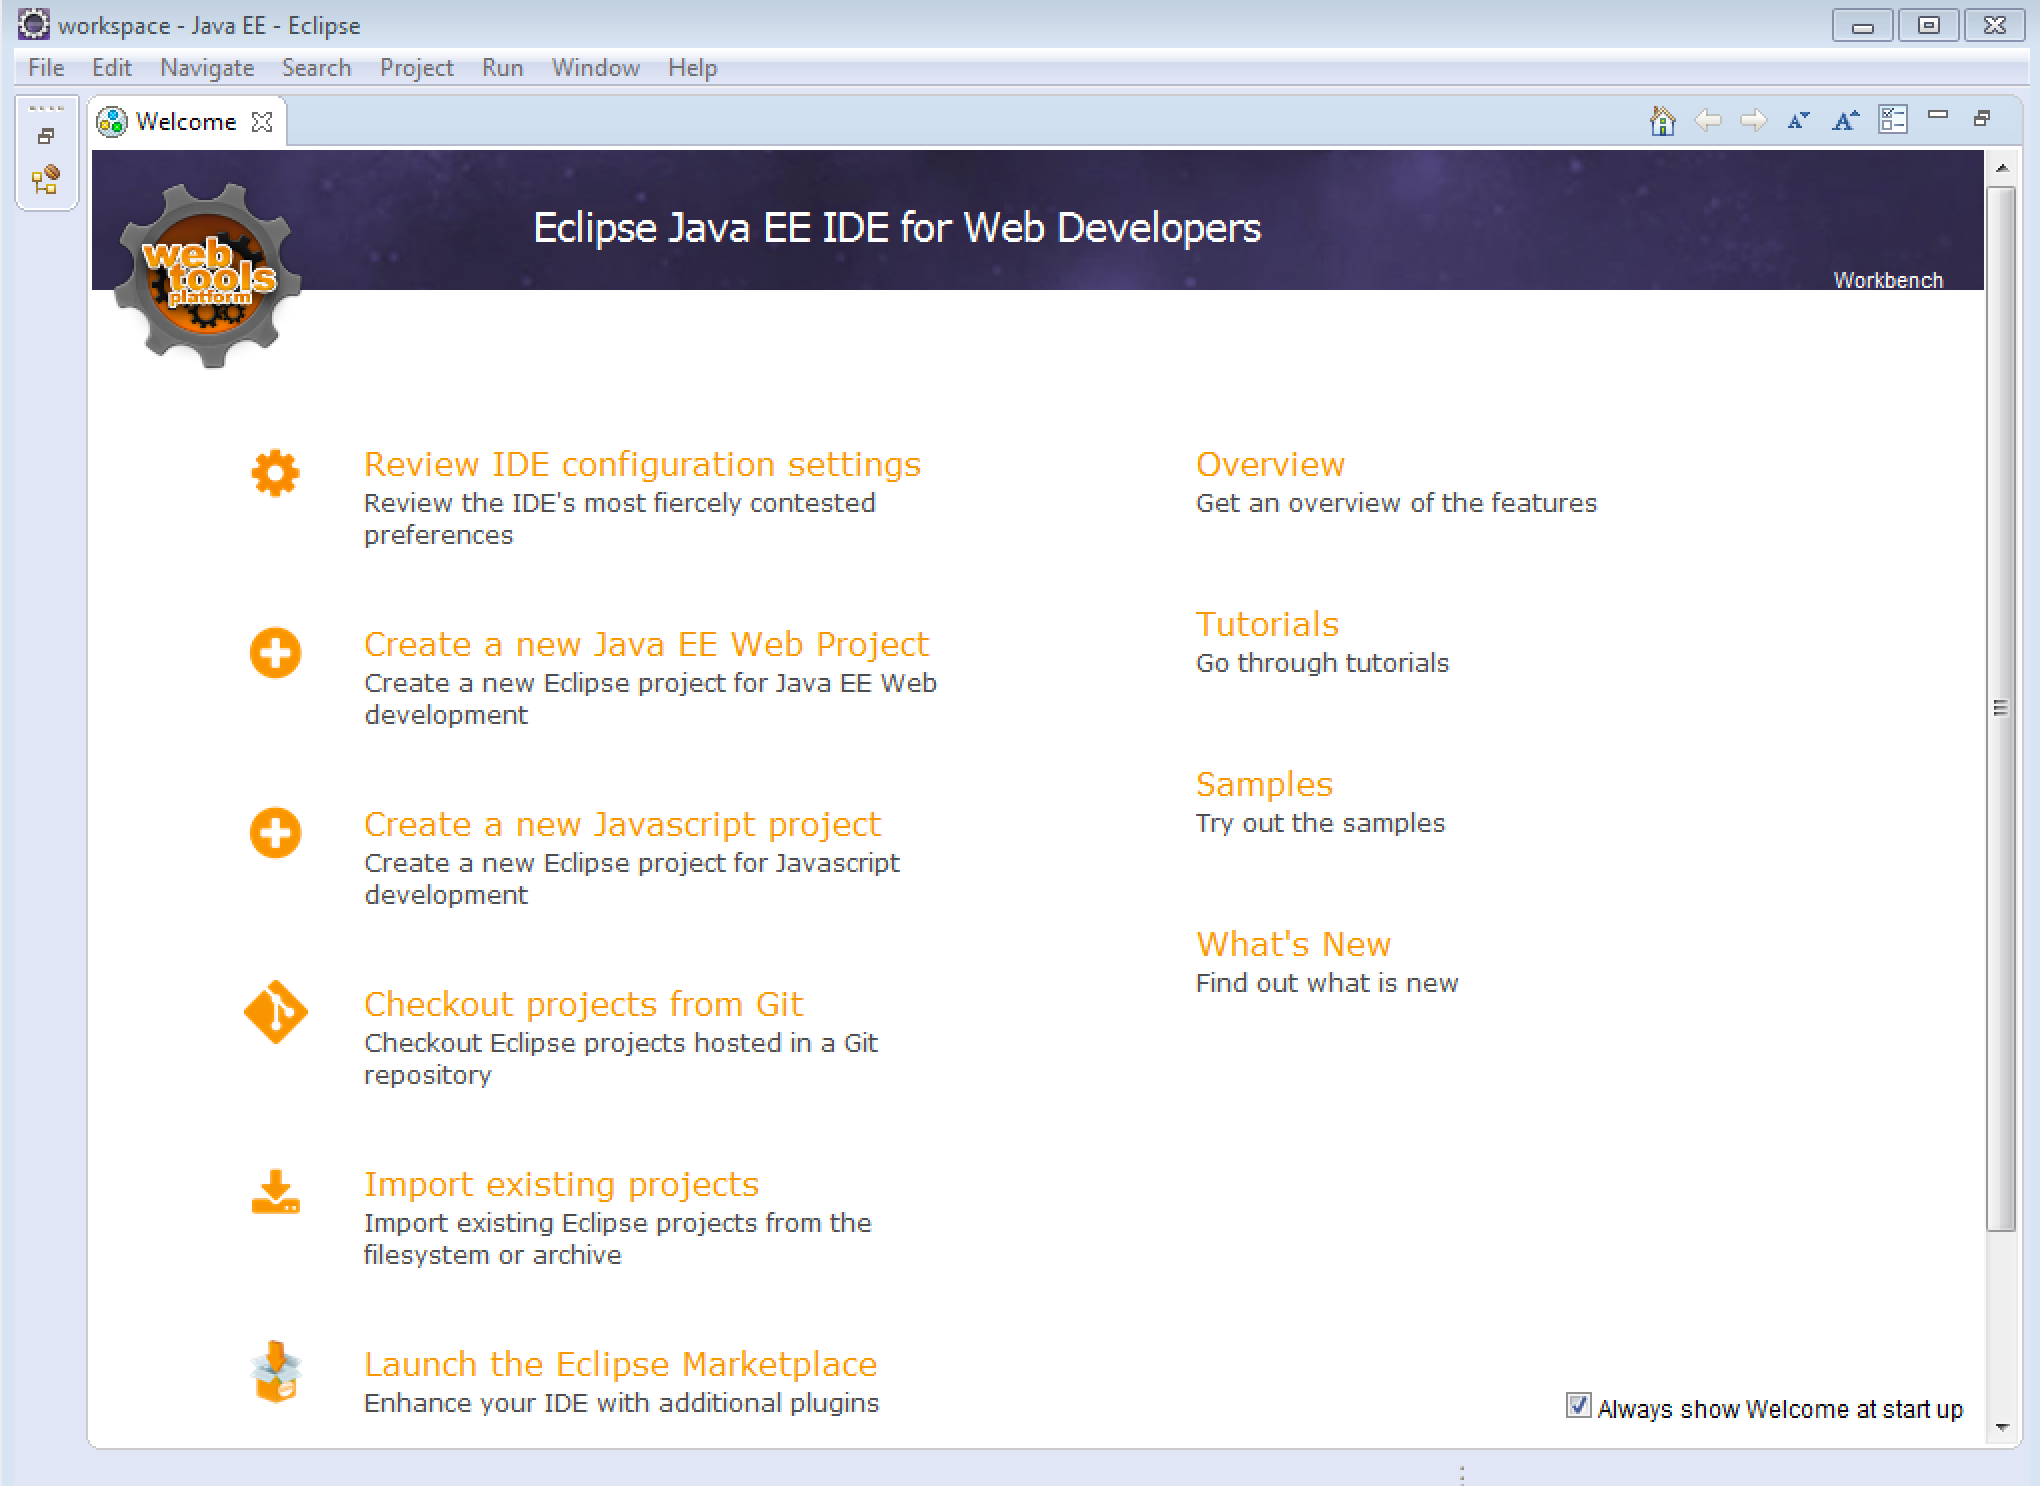 workspace - Java EE - Eclipse
File Edit Navigate Search Project Run Window Help
Welcome
web
tools
platform
Eclipse Java EE IDE for Web Developers
Workbench
Review IDE configuration settings
Review the IDE's most fiercely contested
preferences
Create a new Java EE Web Project
Create a new Eclipse project for Java EE Web
development
Create a new Javascript project
Create a new Eclipse project for Javascript
development
Checkout projects from Git
Checkout Eclipse projects hosted in a Git
repository
Import existing projects
Import existing Eclipse projects from the
filesystem or archive
Launch the Eclipse Marketplace
Enhance your IDE with additional plugins
Overview
Get an overview of the features
Tutorials
Go through tutorials
Samples
Try out the samples
What's New
Find out what is new
Always show Welcome at start up